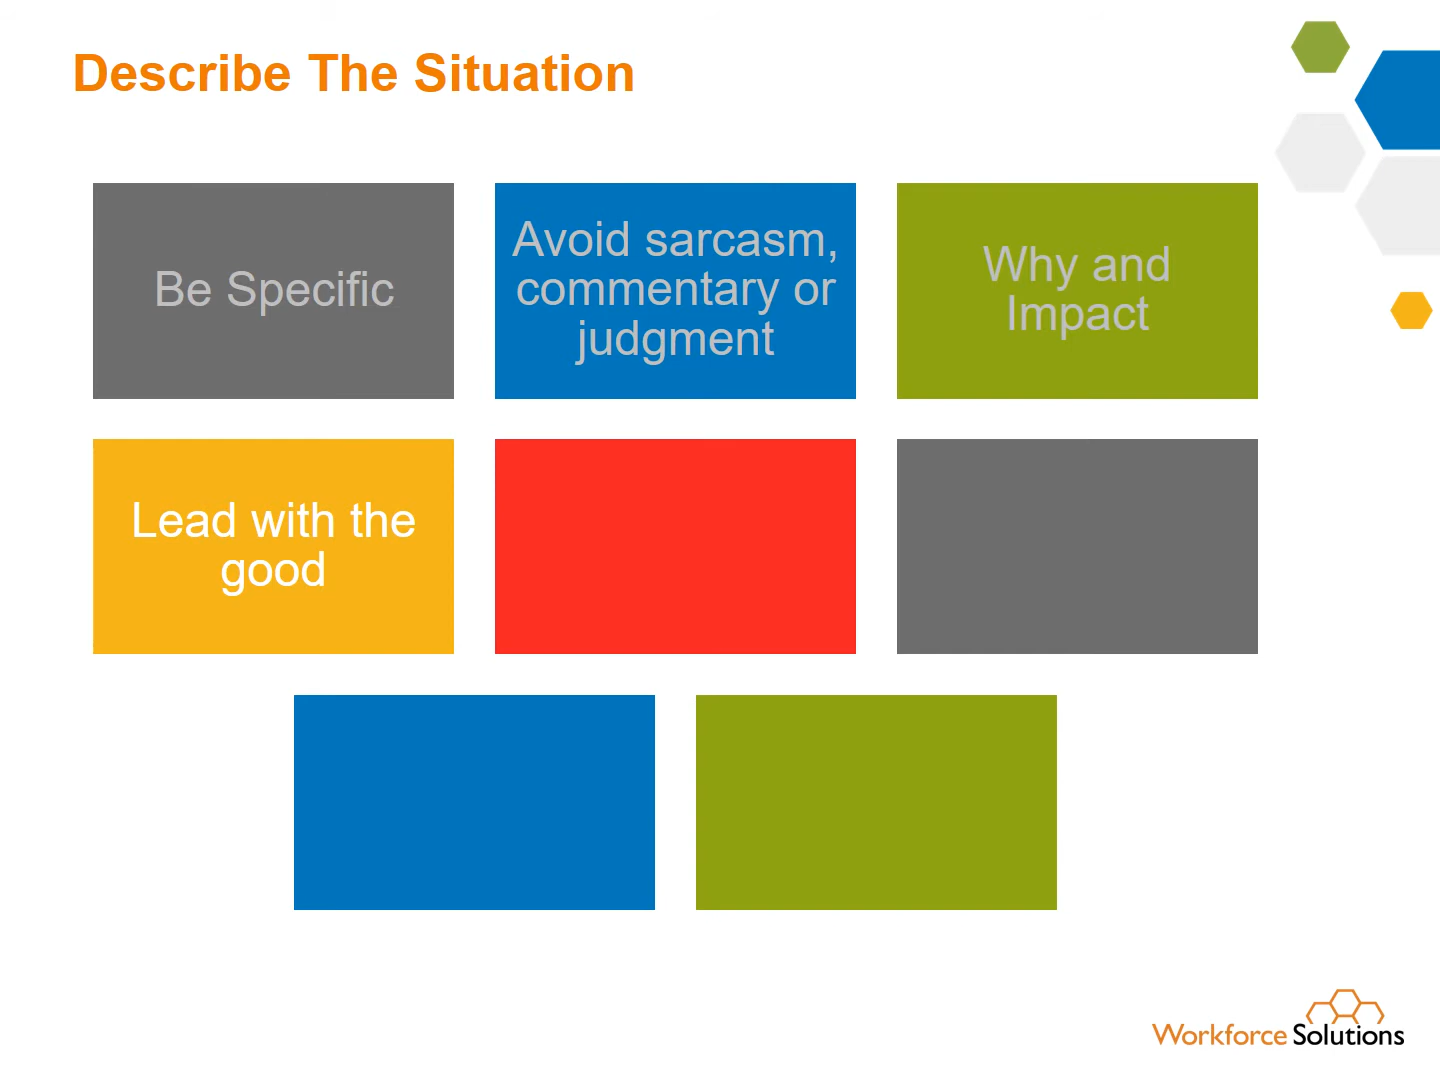 Describe The Situation
Be Specific
Avoid sarcasm,
commentary or
judgment
Why and
Impact
Lead with the
good
Workforce Solutions